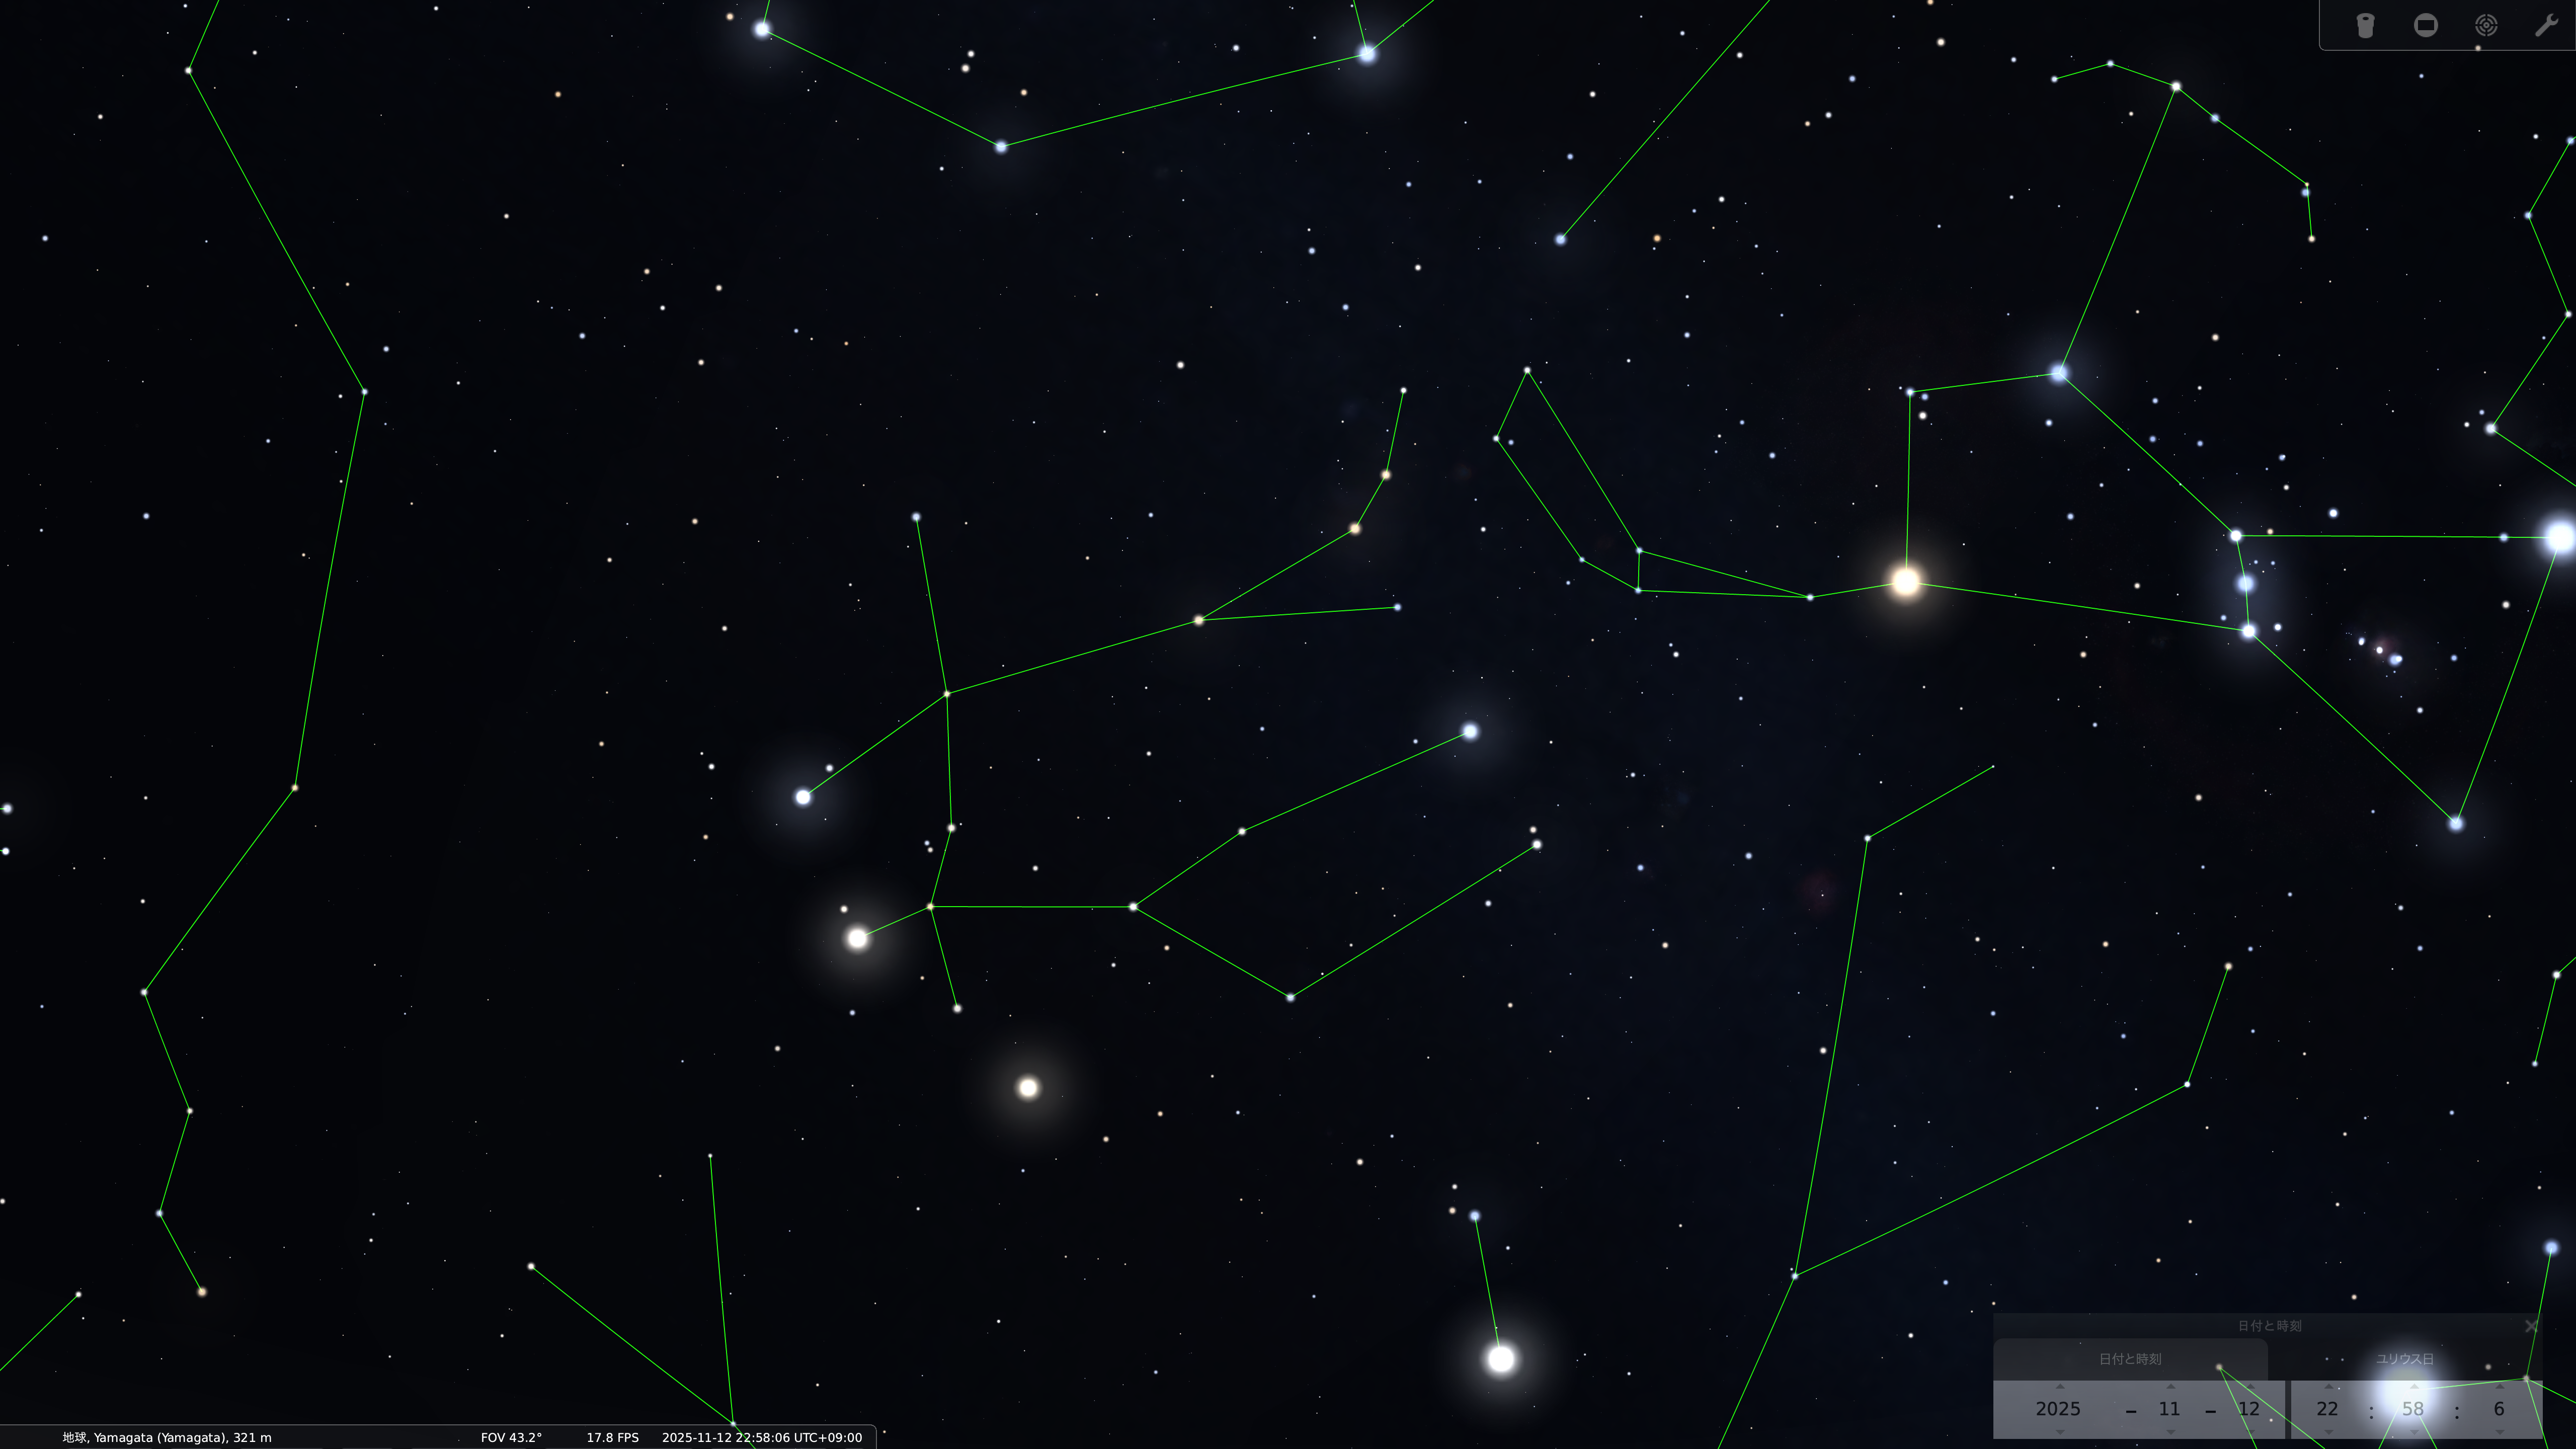 日付と時刻
日付と時刻 ユリウス日
2025 - 11 - 12 22 : 58 : 6
地球, Yamagata (Yamagata), 321 m FOV 43.2° 17.8 FPS 2025-11-12 22:58:06 UTC+09:00